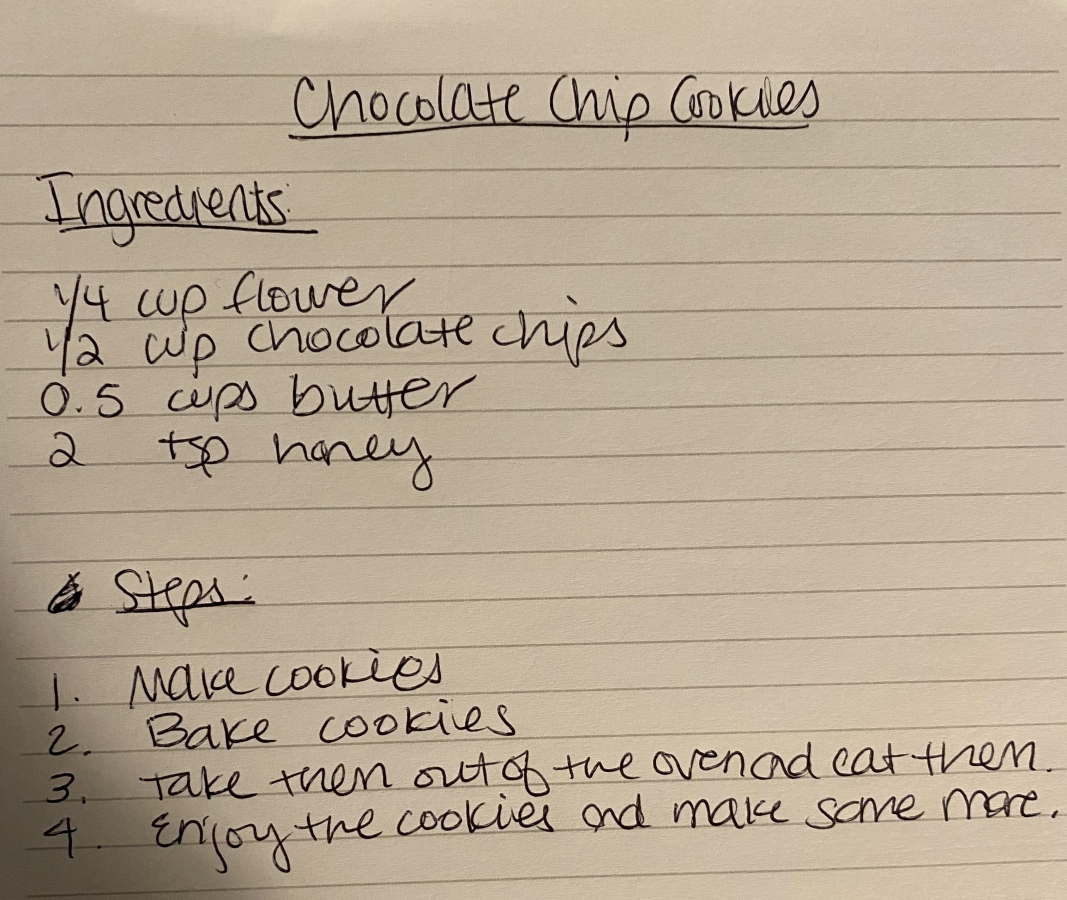 Chocolate Chip Cookies
Ingredients:
1/4 cup flower
1/2 cup chocolate chips
0.5 cups butter
2 tsp honey
Steps:
1. Make cookies
2. Bake cookies
3. Take them out of the oven and eat them.
4. Enjoy the cookies and make some more.